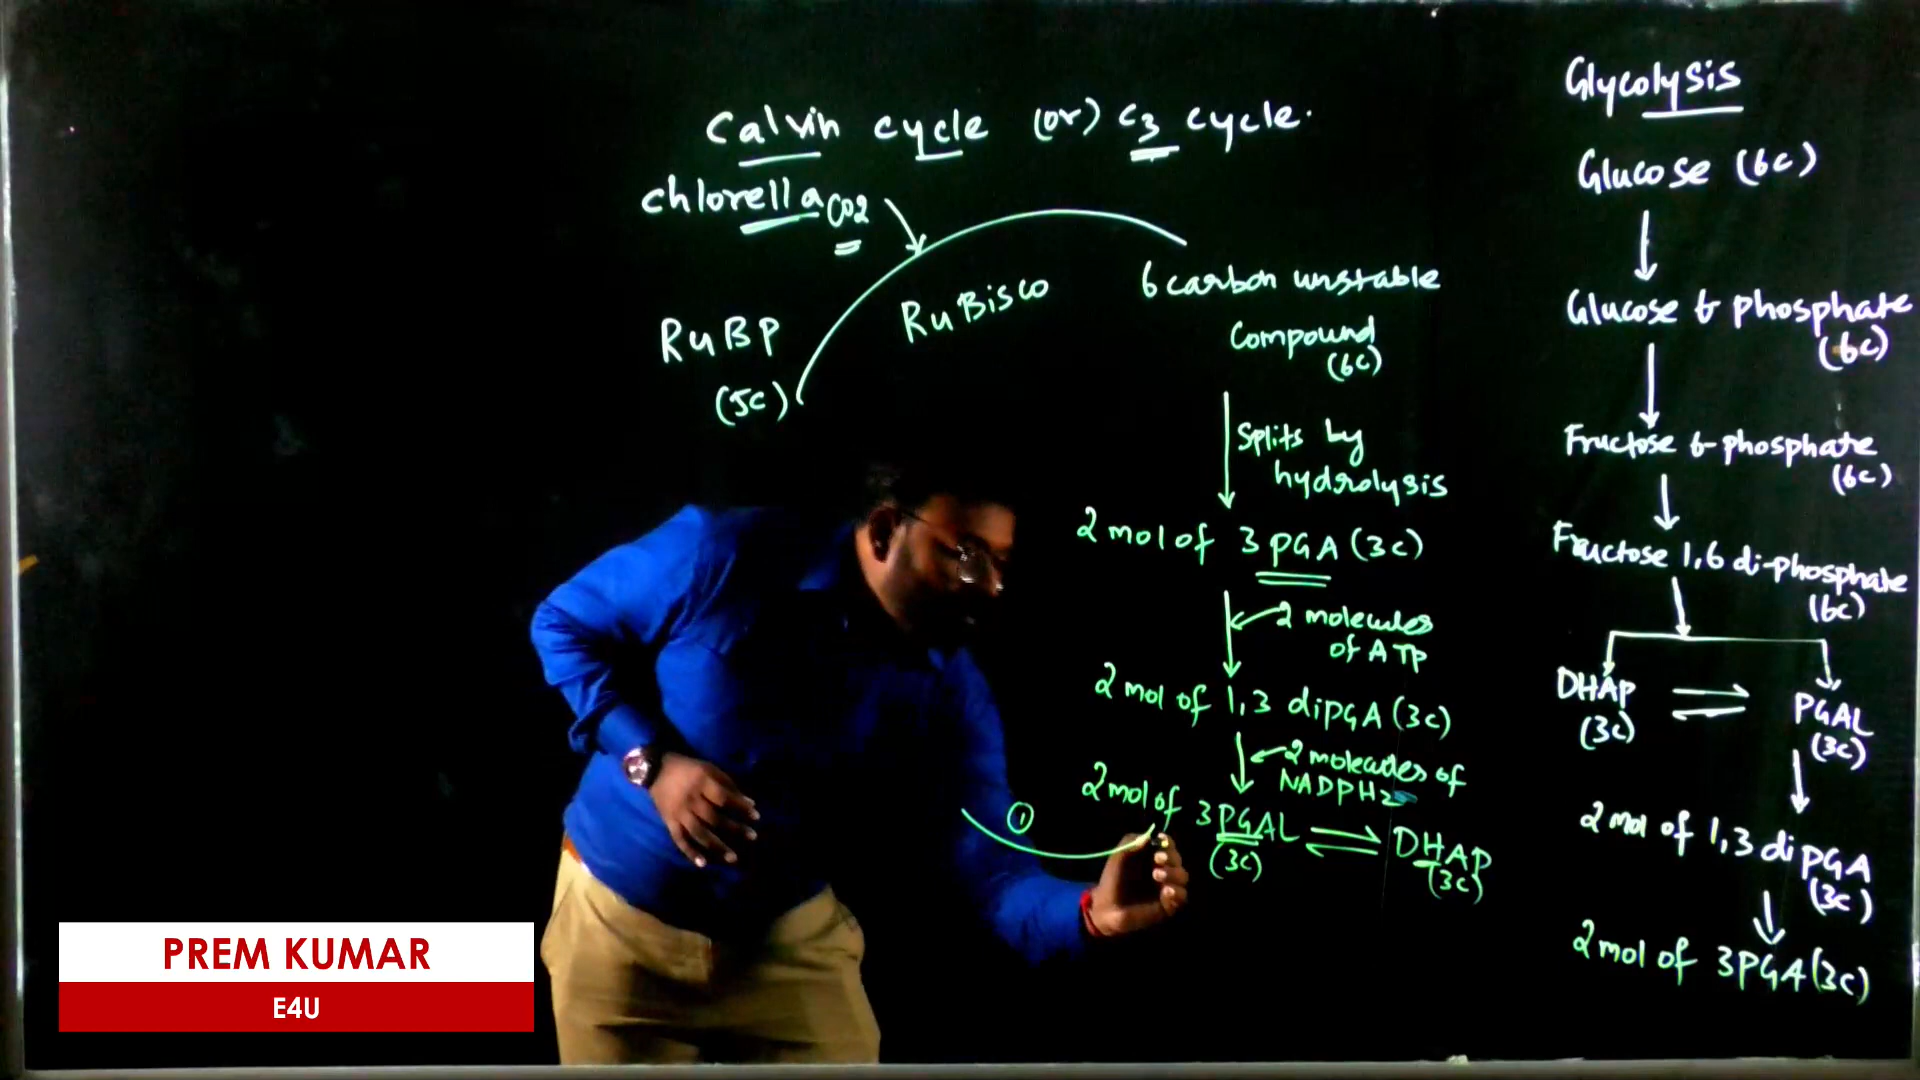 Calvin cycle (or) C3 cycle.
chlorella
CO2
RuBisco
RuBP
(5C)
6 carbon unstable
Compound
(6C)
Splits by
hydrolysis
2 mol of 3 PGA (3C)
2 molecules
of ATP
2 mol of 1,3 diPGA (3C)
2 molecules of
NADPH2
2 mol of 3 PGAL ⇌ DHAP
(3C)
(3C)
1
Glycolysis
Glucose (6C)
Glucose 6 phosphate
(6C)
Fructose 6-phosphate
(6C)
Fructose 1,6 di-phosphate
(6C)
DHAP ⇌ PGAL
(3C)
(3C)
2 mol of 1,3 diPGA
(3C)
2 mol of 3PGA (3C)
PREM KUMAR
E4U